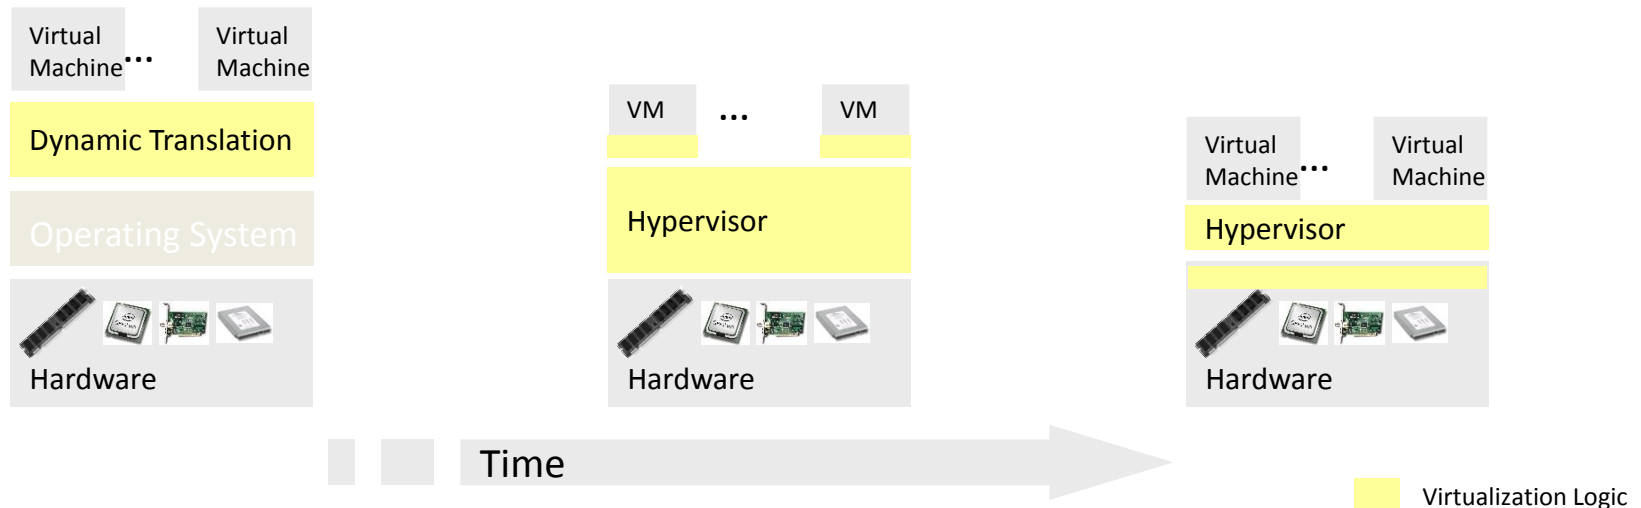 Virtual
Machine
...
Virtual
Machine
Dynamic Translation
Operating System
Hardware
VM
...
VM
Hypervisor
Hardware
Virtual
Machine
...
Virtual
Machine
Hypervisor
Hardware
Time
Virtualization Logic